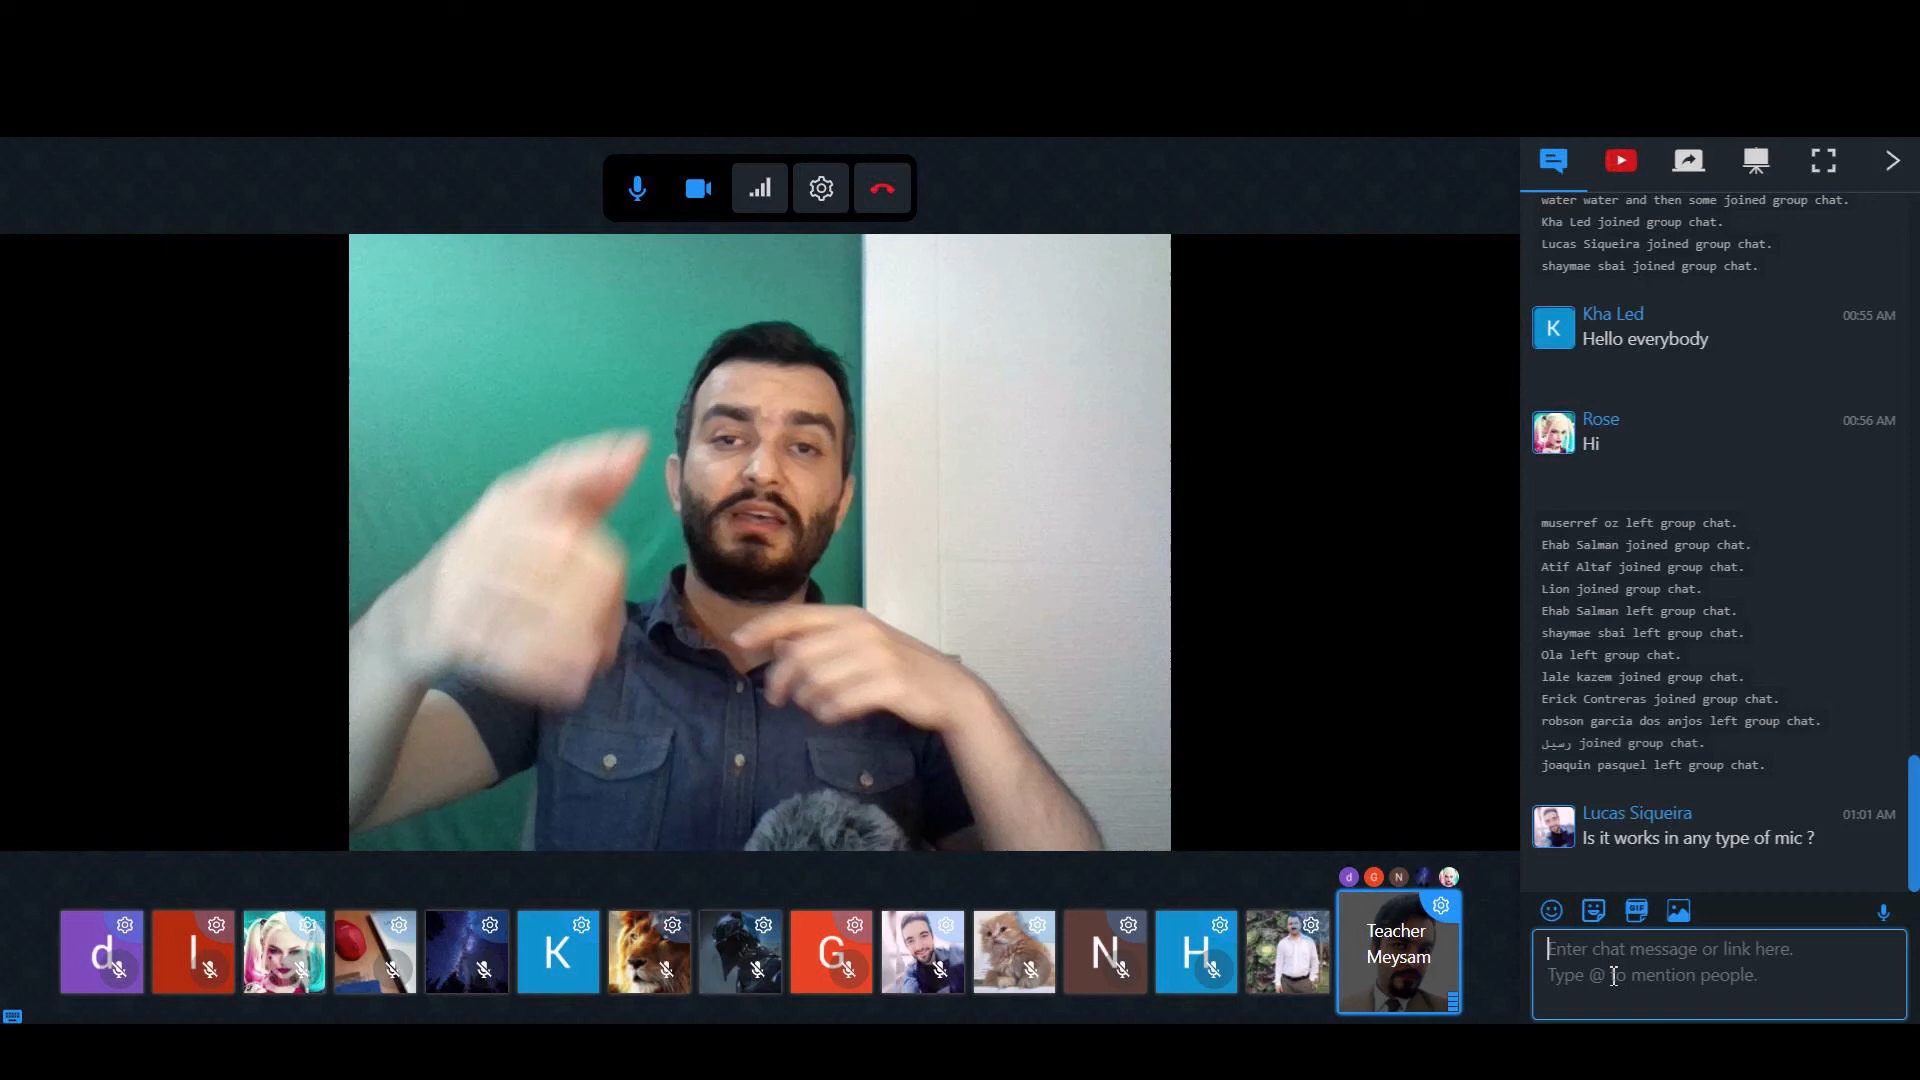 water water and then some joined group chat.
Kha Led joined group chat.
Lucas Siqueira joined group chat.
shaymae sbai joined group chat.
K
Kha Led
00:55 AM
Hello everybody
Rose
00:56 AM
Hi
muserref oz left group chat.
Ehab Salman joined group chat.
Atif Altaf joined group chat.
Lion joined group chat.
Ehab Salman left group chat.
shaymae sbai left group chat.
Ola left group chat.
lale kazem joined group chat.
Erick Contreras joined group chat.
robson garcia dos anjos left group chat.
رسيل joined group chat.
joaquin pasquel left group chat.
Lucas Siqueira
01:01 AM
Is it works in any type of mic ?
GIF
Enter chat message or link here.
Type @ to mention people.
d G N
d
I
K
G
N
H
Teacher
Meysam